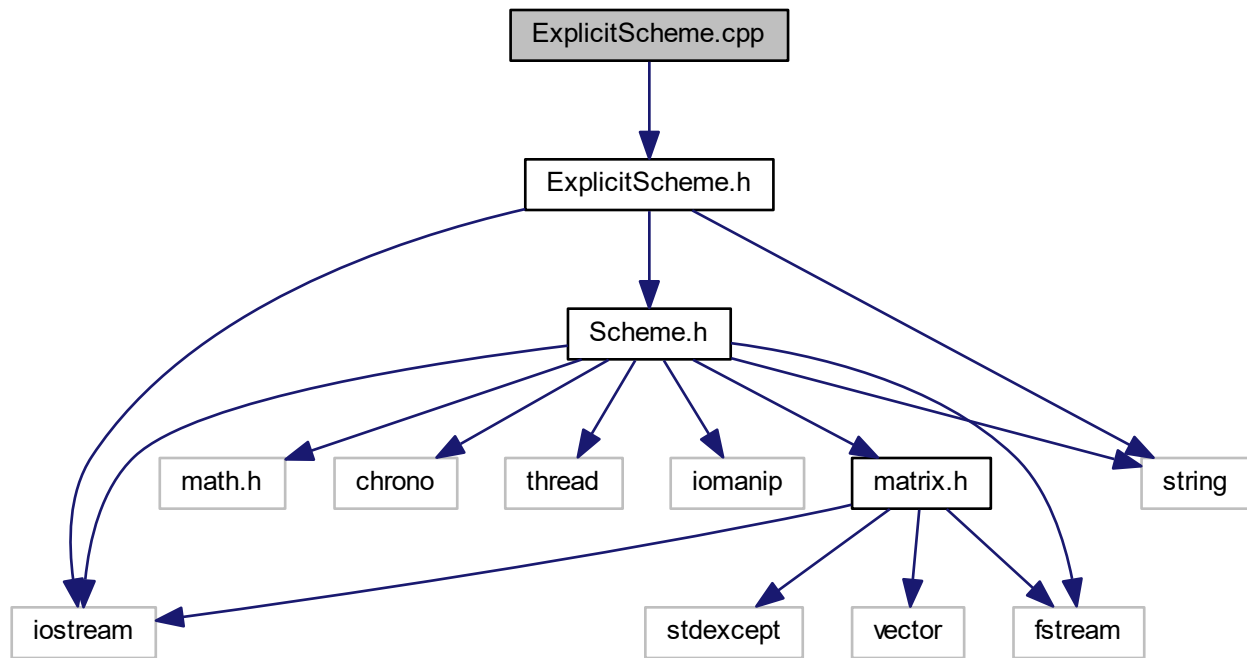 ExplicitScheme.cpp
ExplicitScheme.h
Scheme.h
math.h
chrono
thread
iomanip
matrix.h
string
iostream
stdexcept
vector
fstream